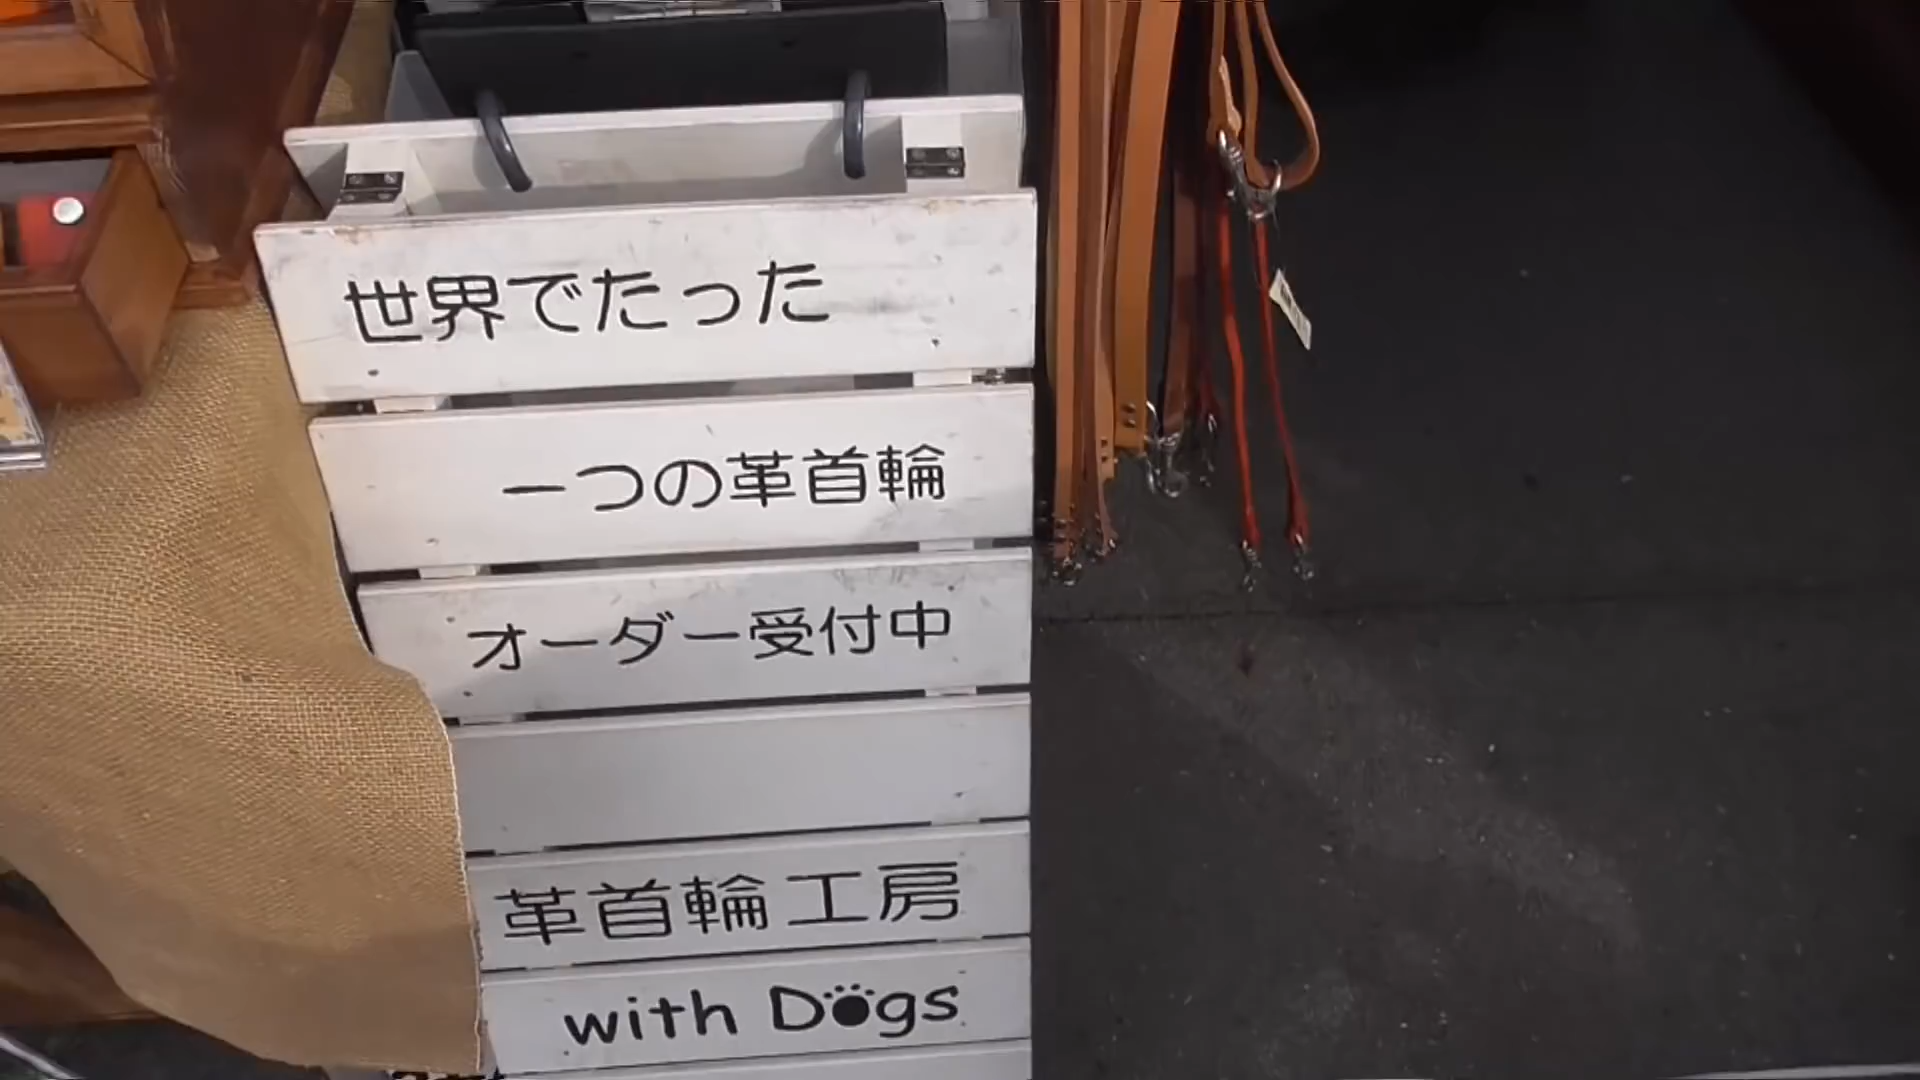 世界でたった
一つの革首輪
オーダー受付中
革首輪工房
with Dogs